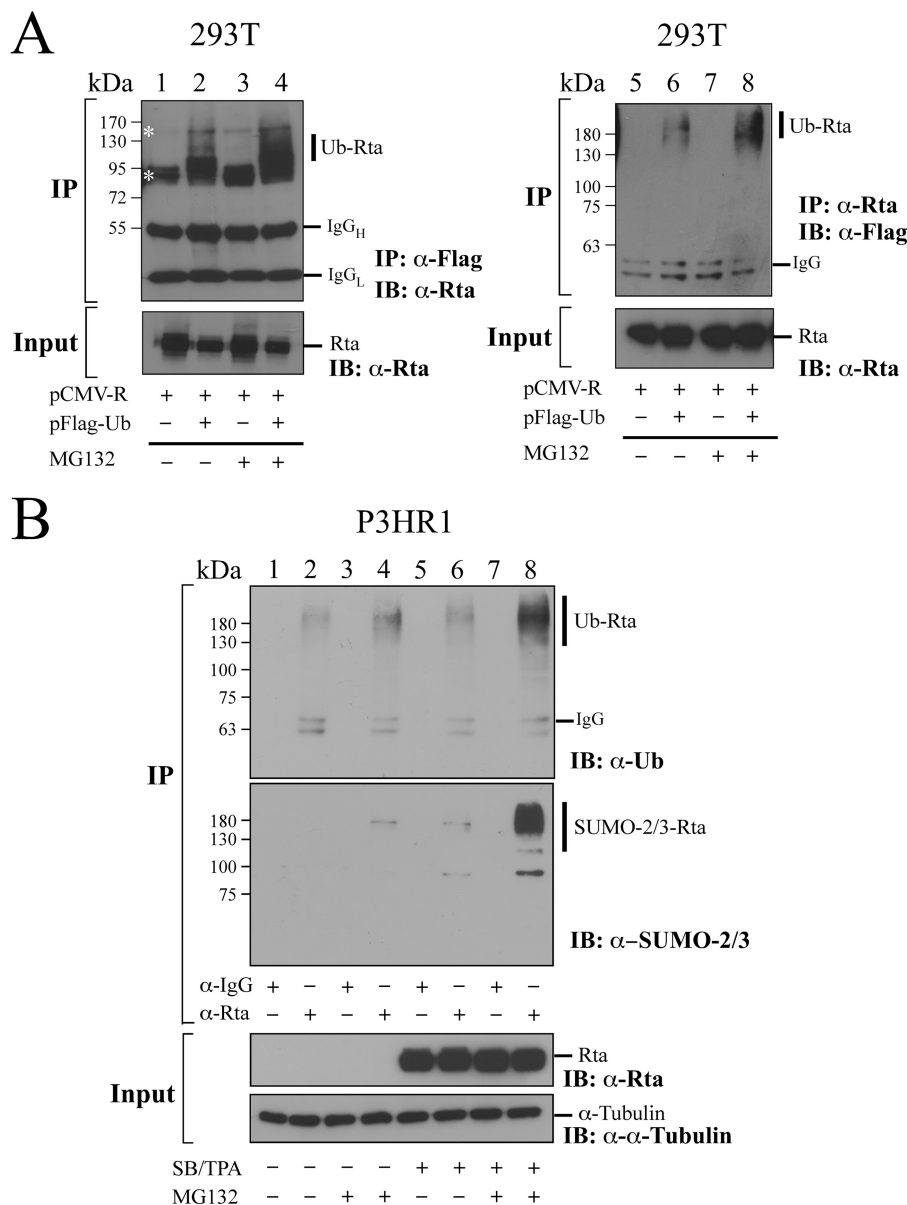 A
293T
kDa 1 2 3 4
170
130
95
72
55
*
*
IP
Ub-Rta
IgGH
IgGL
IP: α-Flag
IB: α-Rta
Input
Rta
IB: α-Rta
pCMV-R + + + +
pFlag-Ub – + – +
MG132 – – + +
293T
kDa 5 6 7 8
180
130
100
75
63
IP
Ub-Rta
IP: α-Rta
IB: α-Flag
IgG
Input
Rta
IB: α-Rta
pCMV-R + + + +
pFlag-Ub – + – +
MG132 – – + +
B
P3HR1
kDa 1 2 3 4 5 6 7 8
180
130
100
75
63
Ub-Rta
IgG
IB: α-Ub
IP
180
130
100
75
SUMO-2/3-Rta
IB: α–SUMO-2/3
α-IgG + – + – + – + –
α-Rta – + – + – + – +
Input
Rta
IB: α-Rta
α-Tubulin
IB: α-α-Tubulin
SB/TPA – – – – + + + +
MG132 – – + + – – + +